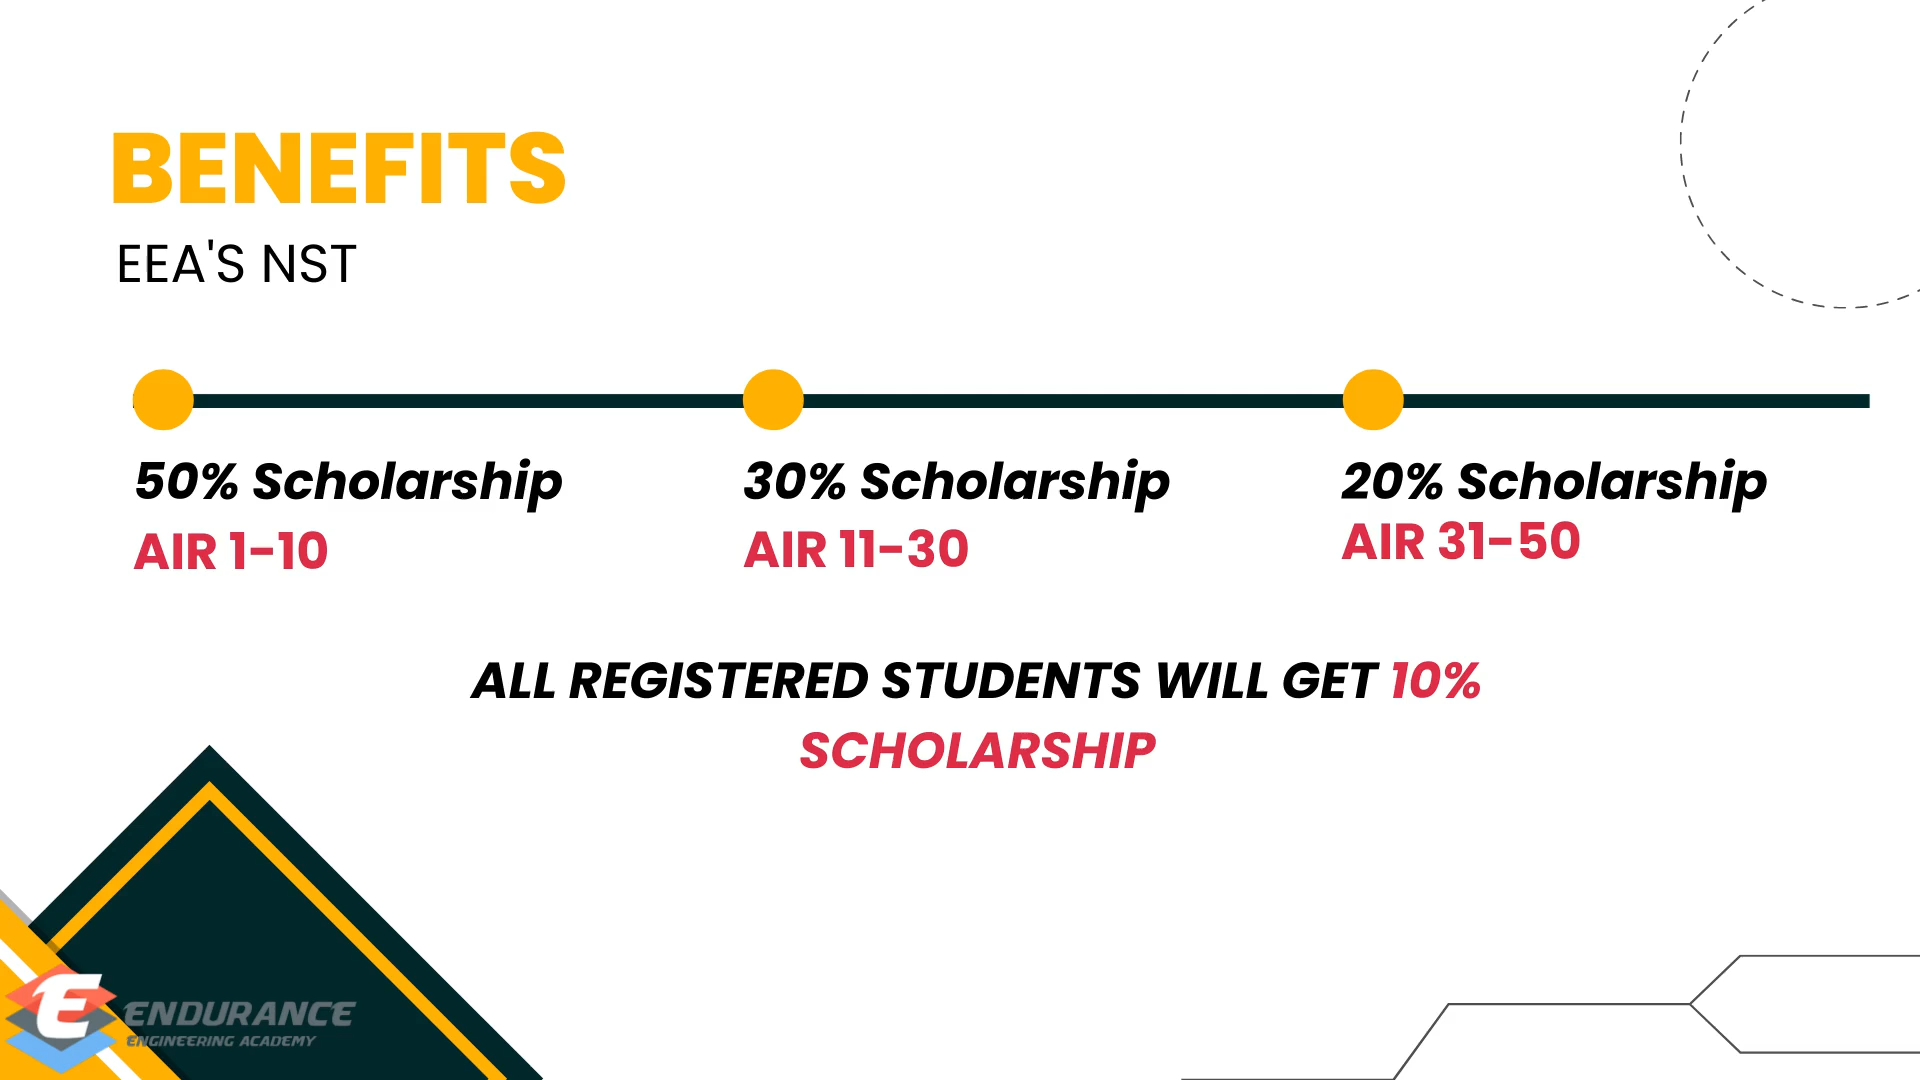 BENEFITS
EEA'S NST
50% Scholarship
AIR 1-10
30% Scholarship
AIR 11-30
20% Scholarship
AIR 31-50
ALL REGISTERED STUDENTS WILL GET 10%
SCHOLARSHIP
E ENDURANCE
ENGINEERING ACADEMY